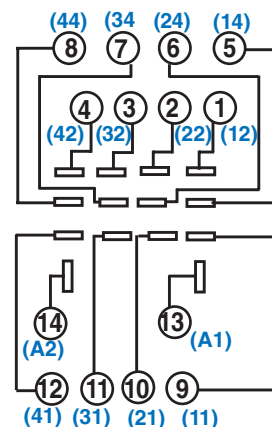 (44) (34 (24) (14)
8 7 6 5
4 3 2 1
(42) (32) (22) (12)
14 13
(A2) (A1)
12 11 10 9
(41) (31) (21) (11)